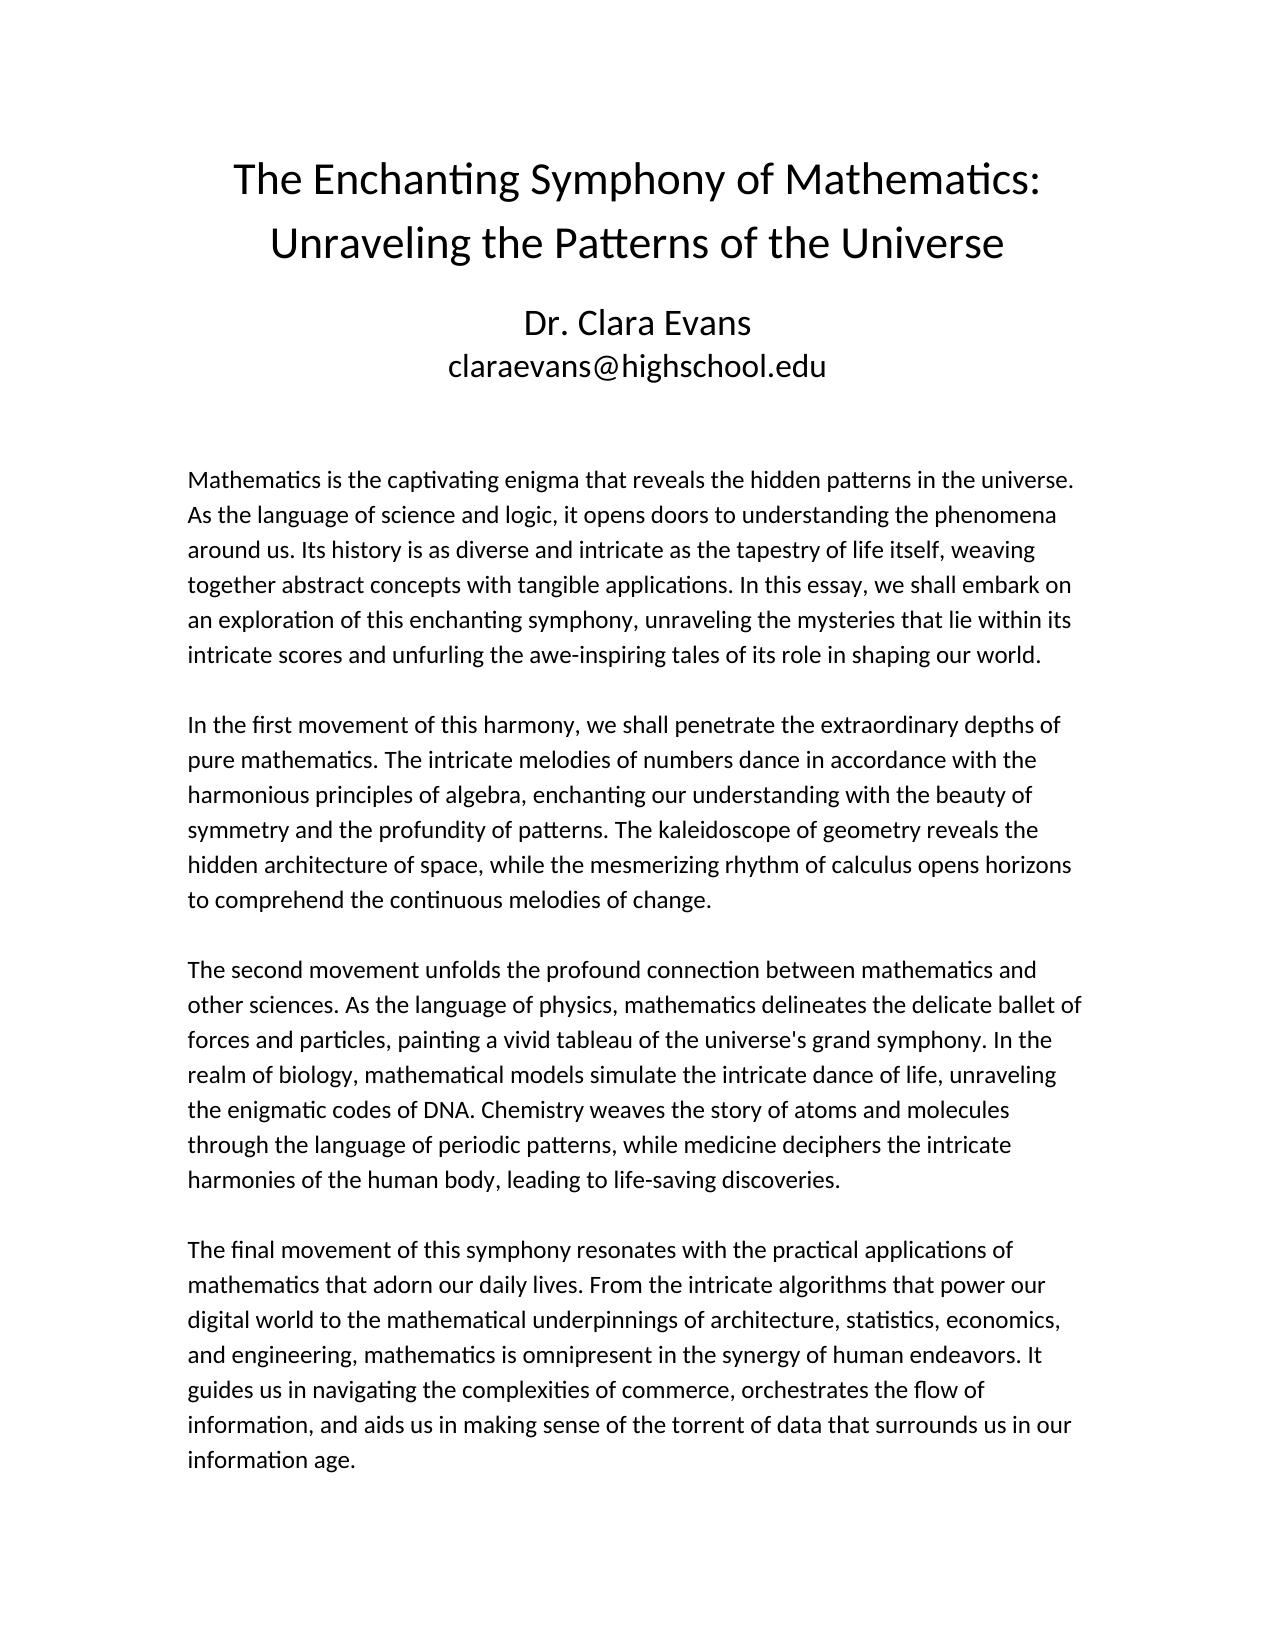 The Enchanting Symphony of Mathematics:
Unraveling the Patterns of the Universe
Dr. Clara Evans
claraevans@highschool.edu
Mathematics is the captivating enigma that reveals the hidden patterns in the universe.
As the language of science and logic, it opens doors to understanding the phenomena
around us. Its history is as diverse and intricate as the tapestry of life itself, weaving
together abstract concepts with tangible applications. In this essay, we shall embark on
an exploration of this enchanting symphony, unraveling the mysteries that lie within its
intricate scores and unfurling the awe-inspiring tales of its role in shaping our world.
In the first movement of this harmony, we shall penetrate the extraordinary depths of
pure mathematics. The intricate melodies of numbers dance in accordance with the
harmonious principles of algebra, enchanting our understanding with the beauty of
symmetry and the profundity of patterns. The kaleidoscope of geometry reveals the
hidden architecture of space, while the mesmerizing rhythm of calculus opens horizons
to comprehend the continuous melodies of change.
The second movement unfolds the profound connection between mathematics and
other sciences. As the language of physics, mathematics delineates the delicate ballet of
forces and particles, painting a vivid tableau of the universe's grand symphony. In the
realm of biology, mathematical models simulate the intricate dance of life, unraveling
the enigmatic codes of DNA. Chemistry weaves the story of atoms and molecules
through the language of periodic patterns, while medicine deciphers the intricate
harmonies of the human body, leading to life-saving discoveries.
The final movement of this symphony resonates with the practical applications of
mathematics that adorn our daily lives. From the intricate algorithms that power our
digital world to the mathematical underpinnings of architecture, statistics, economics,
and engineering, mathematics is omnipresent in the synergy of human endeavors. It
guides us in navigating the complexities of commerce, orchestrates the flow of
information, and aids us in making sense of the torrent of data that surrounds us in our
information age.